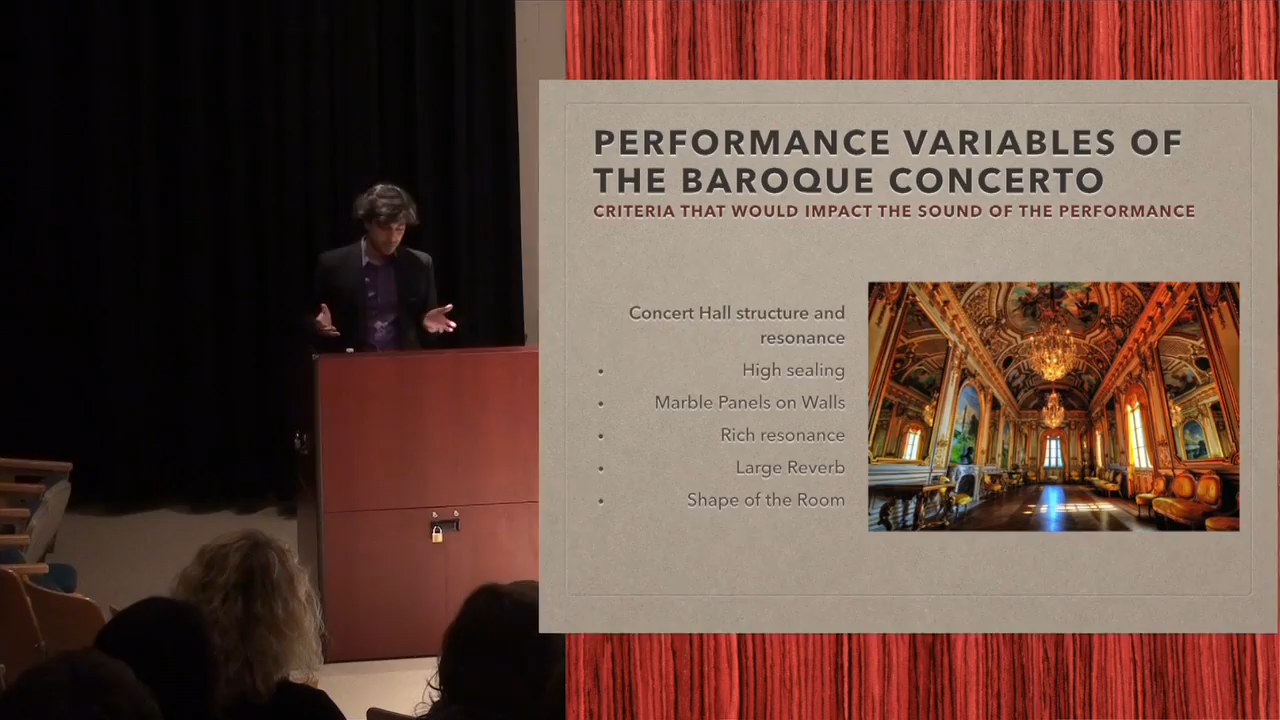 PERFORMANCE VARIABLES OF
THE BAROQUE CONCERTO
CRITERIA THAT WOULD IMPACT THE SOUND OF THE PERFORMANCE
Concert Hall structure and
resonance
• High sealing
• Marble Panels on Walls
• Rich resonance
• Large Reverb
• Shape of the Room